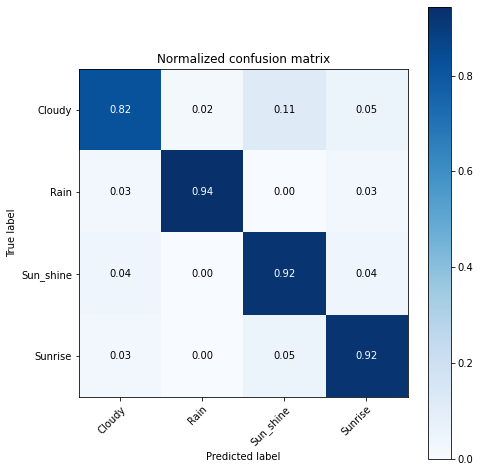 Normalized confusion matrix
True label
Cloudy 0.82 0.02 0.11 0.05
Rain 0.03 0.94 0.00 0.03
Sun_shine 0.04 0.00 0.92 0.04
Sunrise 0.03 0.00 0.05 0.92
Cloudy Rain Sun_shine Sunrise
Predicted label
0.8
0.6
0.4
0.2
0.0